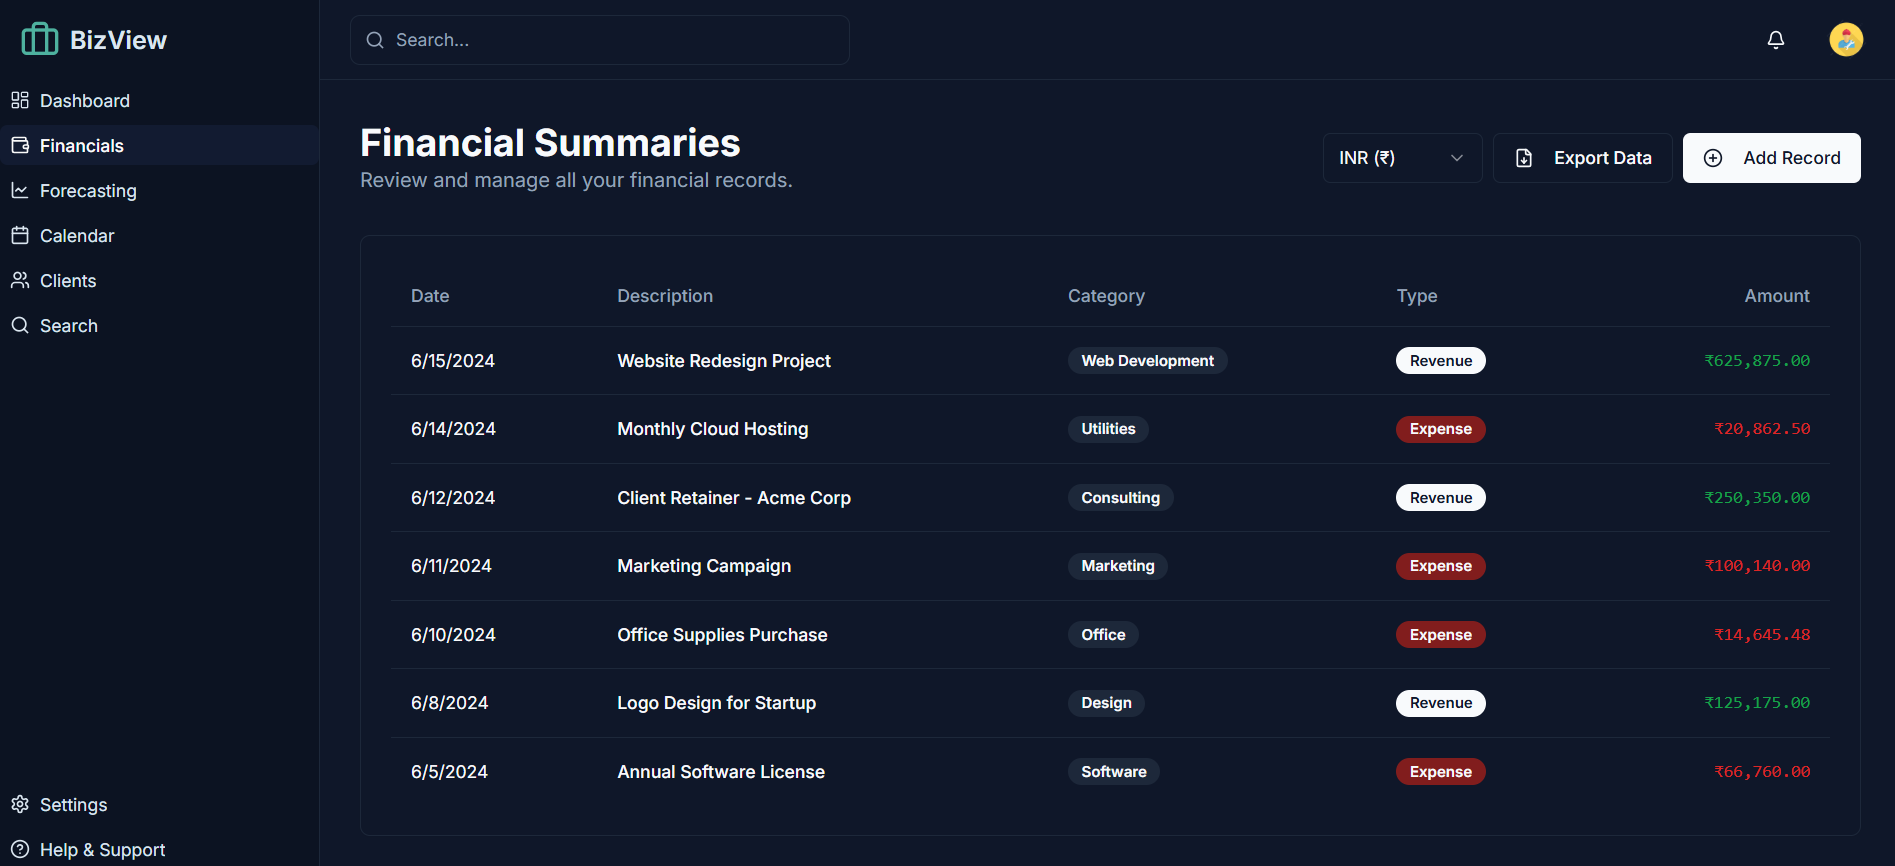 BizView
Search...
Dashboard
Financials
Forecasting
Calendar
Clients
Search
Settings
Help & Support
Financial Summaries
Review and manage all your financial records.
INR (₹)
Export Data
Add Record
Date Description Category Type Amount
6/15/2024 Website Redesign Project Web Development Revenue ₹625,875.00
6/14/2024 Monthly Cloud Hosting Utilities Expense ₹20,862.50
6/12/2024 Client Retainer - Acme Corp Consulting Revenue ₹250,350.00
6/11/2024 Marketing Campaign Marketing Expense ₹100,140.00
6/10/2024 Office Supplies Purchase Office Expense ₹14,645.48
6/8/2024 Logo Design for Startup Design Revenue ₹125,175.00
6/5/2024 Annual Software License Software Expense ₹66,760.00